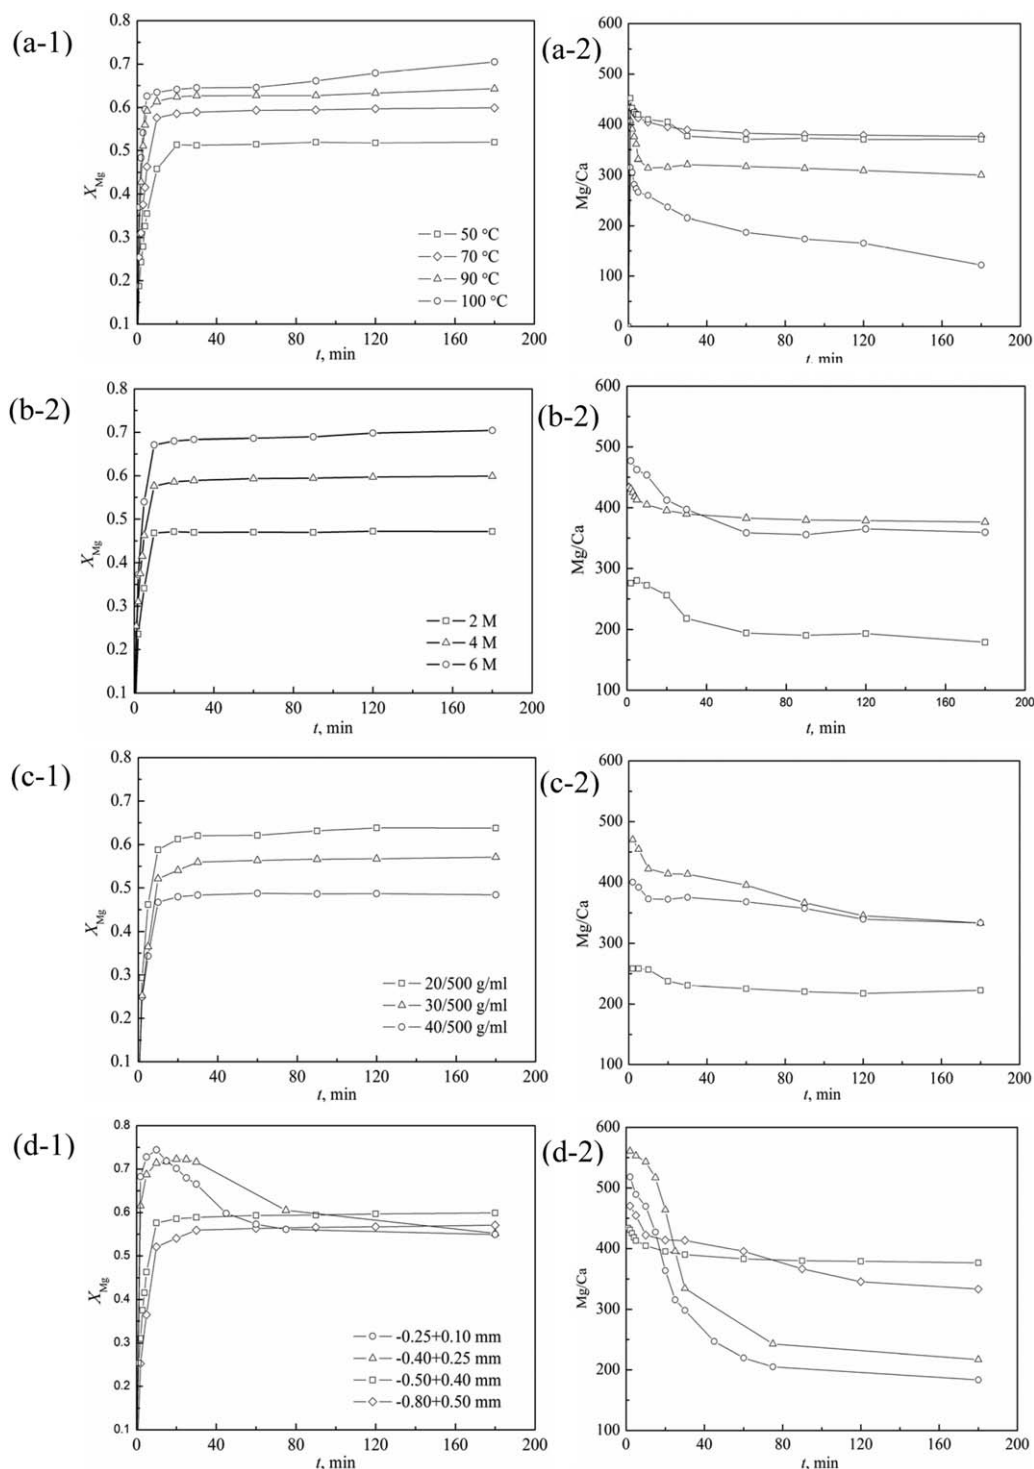 (a-1)
0.8
0.7
0.6
0.5
0.4
0.3
0.2
0.1
X_Mg
50 °C
70 °C
90 °C
100 °C
0 40 80 120 160 200
t, min
(a-2)
600
500
400
300
200
100
0
Mg/Ca
0 40 80 120 160 200
t, min
(b-2)
0.8
0.7
0.6
0.5
0.4
0.3
0.2
0.1
X_Mg
2 M
4 M
6 M
0 40 80 120 160 200
t, min
(b-2)
600
500
400
300
200
100
Mg/Ca
0 40 80 120 160 200
t, min
(c-1)
0.8
0.7
0.6
0.5
0.4
0.3
0.2
0.1
X_Mg
20/500 g/ml
30/500 g/ml
40/500 g/ml
0 40 80 120 160 200
t, min
(c-2)
600
500
400
300
200
100
Mg/Ca
0 40 80 120 160 200
t, min
(d-1)
0.8
0.7
0.6
0.5
0.4
0.3
0.2
0.1
X_Mg
-0.25+0.10 mm
-0.40+0.25 mm
-0.50+0.40 mm
-0.80+0.50 mm
0 40 80 120 160 200
t, min
(d-2)
600
500
400
300
200
100
Mg/Ca
0 40 80 120 160 200
t, min